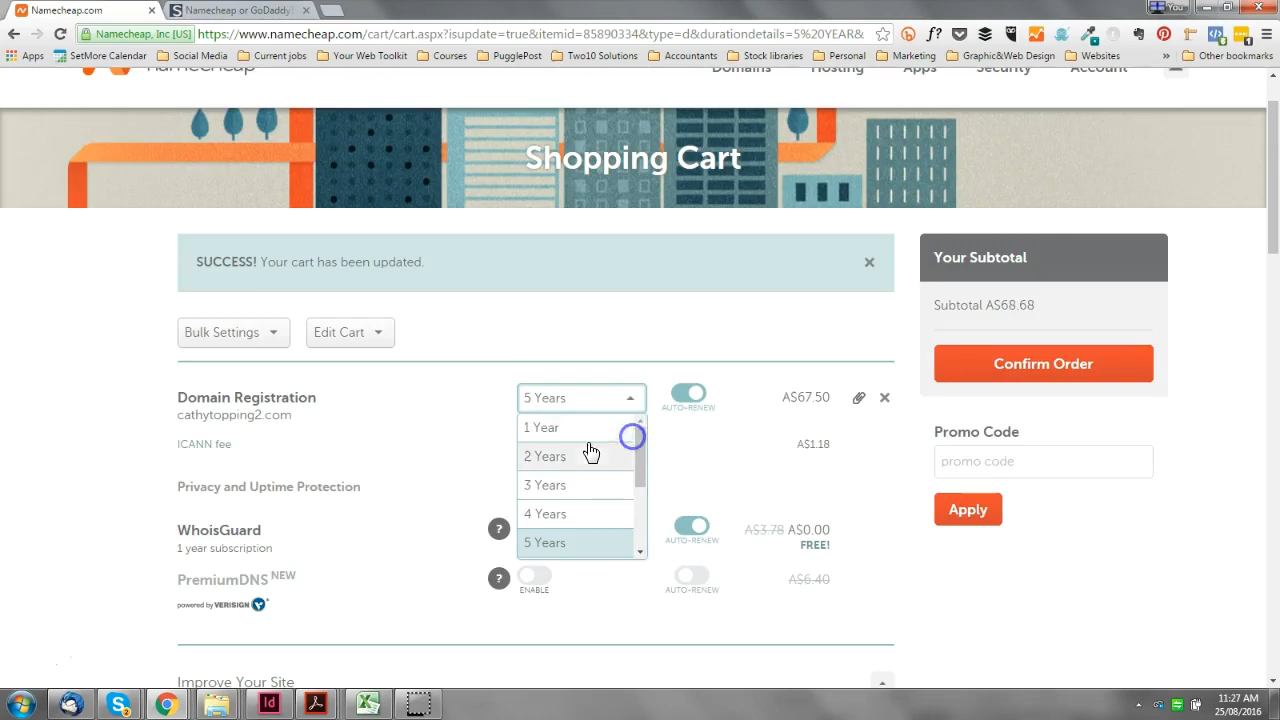 Namecheap.com
Namecheap or GoDaddy
You
Namecheap, Inc [US]
https://www.namecheap.com/cart/cart.aspx?isupdate=true&itemid=85890334&type=d&durationdetails=5%20YEAR&
Apps
SetMore Calendar
Social Media
Current jobs
Your Web Toolkit
Courses
PugglePost
Two10 Solutions
Accountants
Stock libraries
Personal
Marketing
Graphic&Web Design
Websites
»
Other bookmarks
Domains
Hosting
Apps
Security
Account
Shopping Cart
SUCCESS! Your cart has been updated.
Bulk Settings
Edit Cart
Domain Registration
cathytopping2.com
5 Years
AUTO-RENEW
A$67.50
1 Year
2 Years
3 Years
4 Years
5 Years
ICANN fee
A$1.18
Privacy and Uptime Protection
WhoisGuard
1 year subscription
?
AUTO-RENEW
A$3.78 A$0.00
FREE!
PremiumDNS NEW
powered by VERISIGN
?
ENABLE
AUTO-RENEW
A$6.40
Improve Your Site
Your Subtotal
Subtotal A$68.68
Confirm Order
Promo Code
promo code
Apply
11:27 AM
25/08/2016